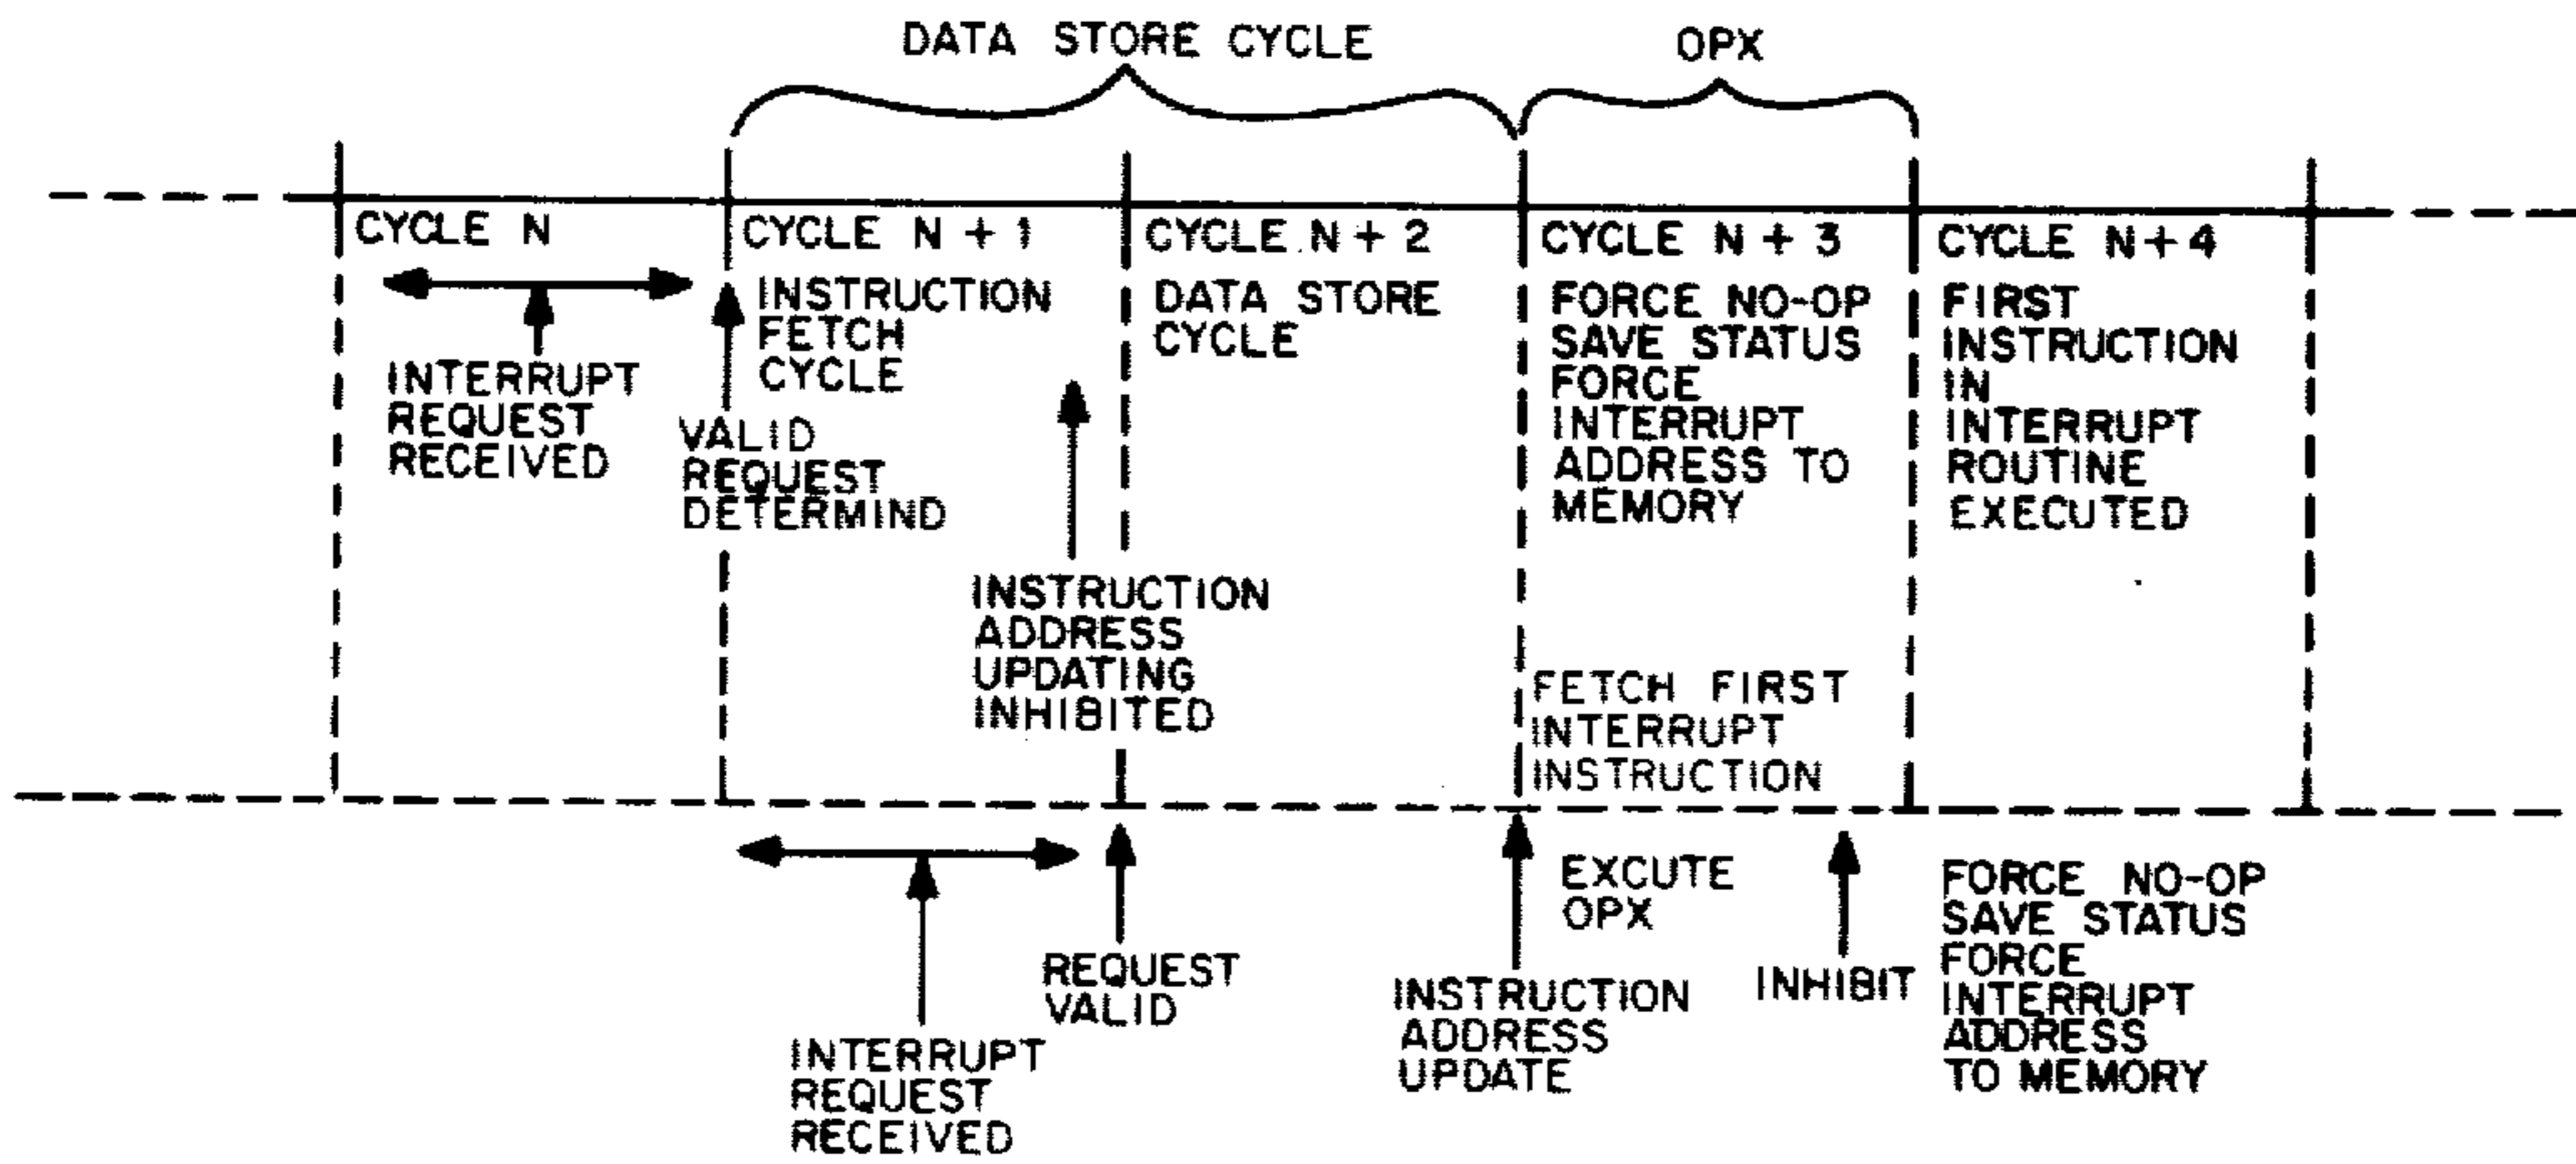 DATA STORE CYCLE
OPX
CYCLE N
CYCLE N + 1
CYCLE N + 2
CYCLE N + 3
CYCLE N + 4
INTERRUPT
REQUEST
RECEIVED
VALID
REQUEST
DETERMIND
INSTRUCTION
FETCH
CYCLE
INSTRUCTION
ADDRESS
UPDATING
INHIBITED
DATA STORE
CYCLE
FORCE NO-OP
SAVE STATUS
FORCE
INTERRUPT
ADDRESS TO
MEMORY
FETCH FIRST
INTERRUPT
INSTRUCTION
FIRST
INSTRUCTION
IN
INTERRUPT
ROUTINE
EXECUTED
INTERRUPT
REQUEST
RECEIVED
REQUEST
VALID
INSTRUCTION
ADDRESS
UPDATE
EXCUTE
OPX
INHIBIT
FORCE NO-OP
SAVE STATUS
FORCE
INTERRUPT
ADDRESS
TO MEMORY